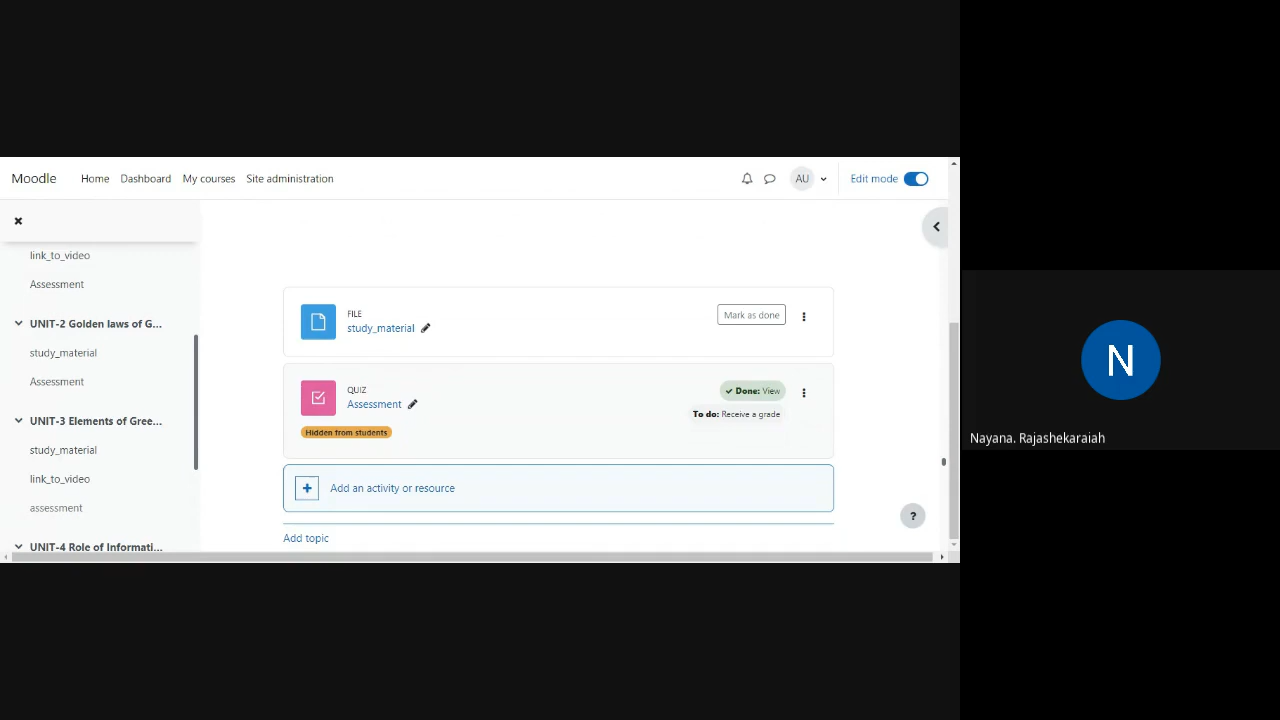 Moodle Home Dashboard My courses Site administration AU Edit mode
link_to_video
Assessment
UNIT-2 Golden laws of G...
study_material
Assessment
UNIT-3 Elements of Gree...
study_material
link_to_video
assessment
UNIT-4 Role of Informati...
FILE
study_material
Mark as done
QUIZ
Assessment
Done: View
To do: Receive a grade
Hidden from students
+ Add an activity or resource
?
Add topic
N
Nayana. Rajashekaraiah